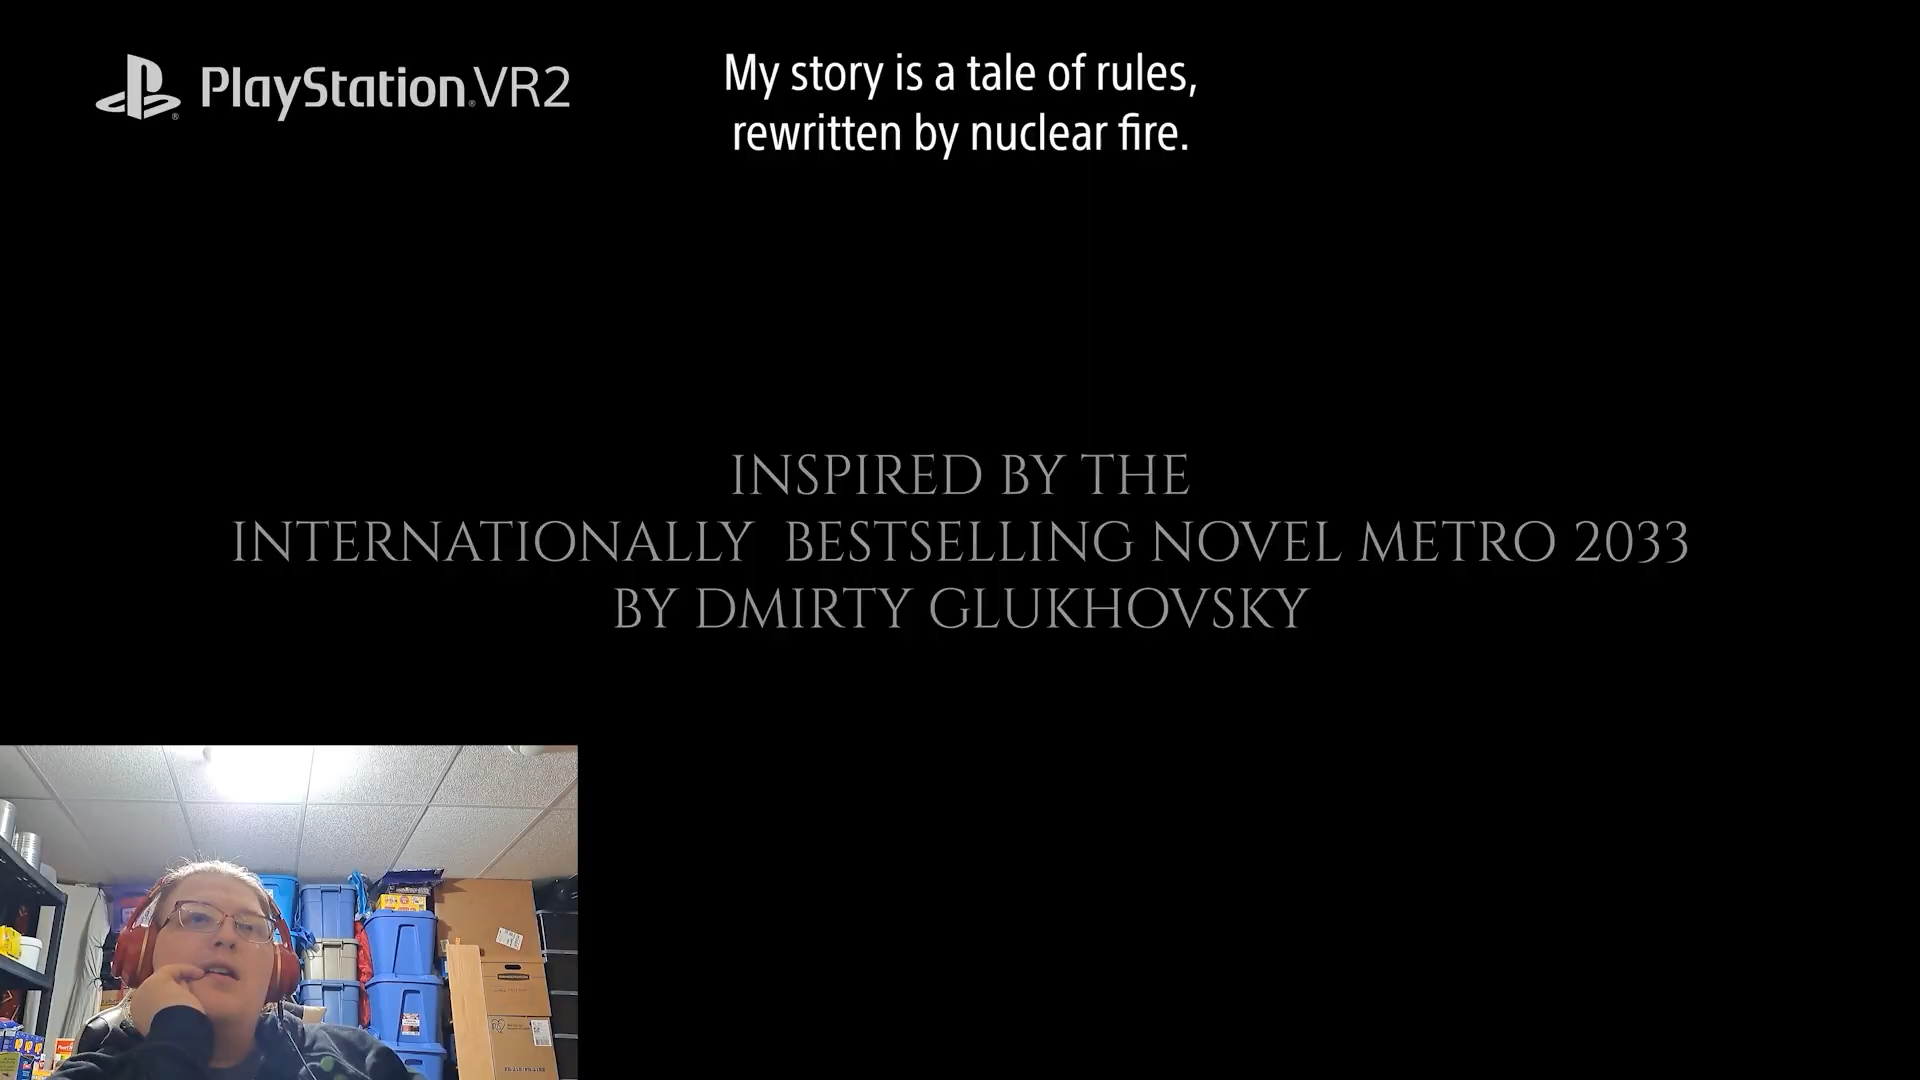 PlayStation®VR2
My story is a tale of rules,
rewritten by nuclear fire.
INSPIRED BY THE
INTERNATIONALLY BESTSELLING NOVEL METRO 2033
BY DMIRTY GLUKHOVSKY